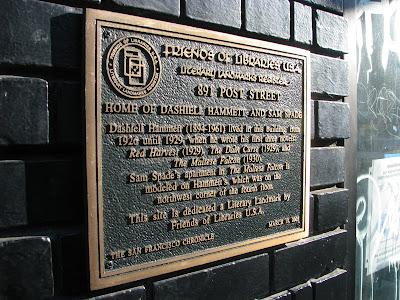 FRIENDS OF LIBRARIES U.S.A.
LITERARY LANDMARKS REGISTER
891 POST STREET
HOME OF DASHIELL HAMMETT AND SAM SPADE
Dashiell Hammett (1894-1961) lived in this building from
1926 until 1929 when he wrote his first three novels:
Red Harvest (1929), The Dain Curse (1929), and
The Maltese Falcon (1930).
Sam Spade's apartment in The Maltese Falcon is
modeled on Hammett's, which was on the
northwest corner of the fourth floor.
This site is dedicated a Literary Landmark by
Friends of Libraries U.S.A.
THE SAN FRANCISCO CHRONICLE
MARCH